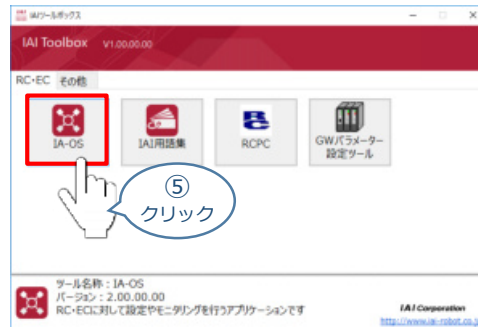 IAIツールボックス
IAI Toolbox V1.00.00.00
RC・EC その他
IA-OS
IAI用語集
RCPC
GWパラメーター
設定ツール
⑤
クリック
ツール名称：IA-OS
バージョン：2.00.00.00
RC・ECに対して設定やモニタリングを行うアプリケーションです
IAI Corporation
http://www.iai-robot.co.j